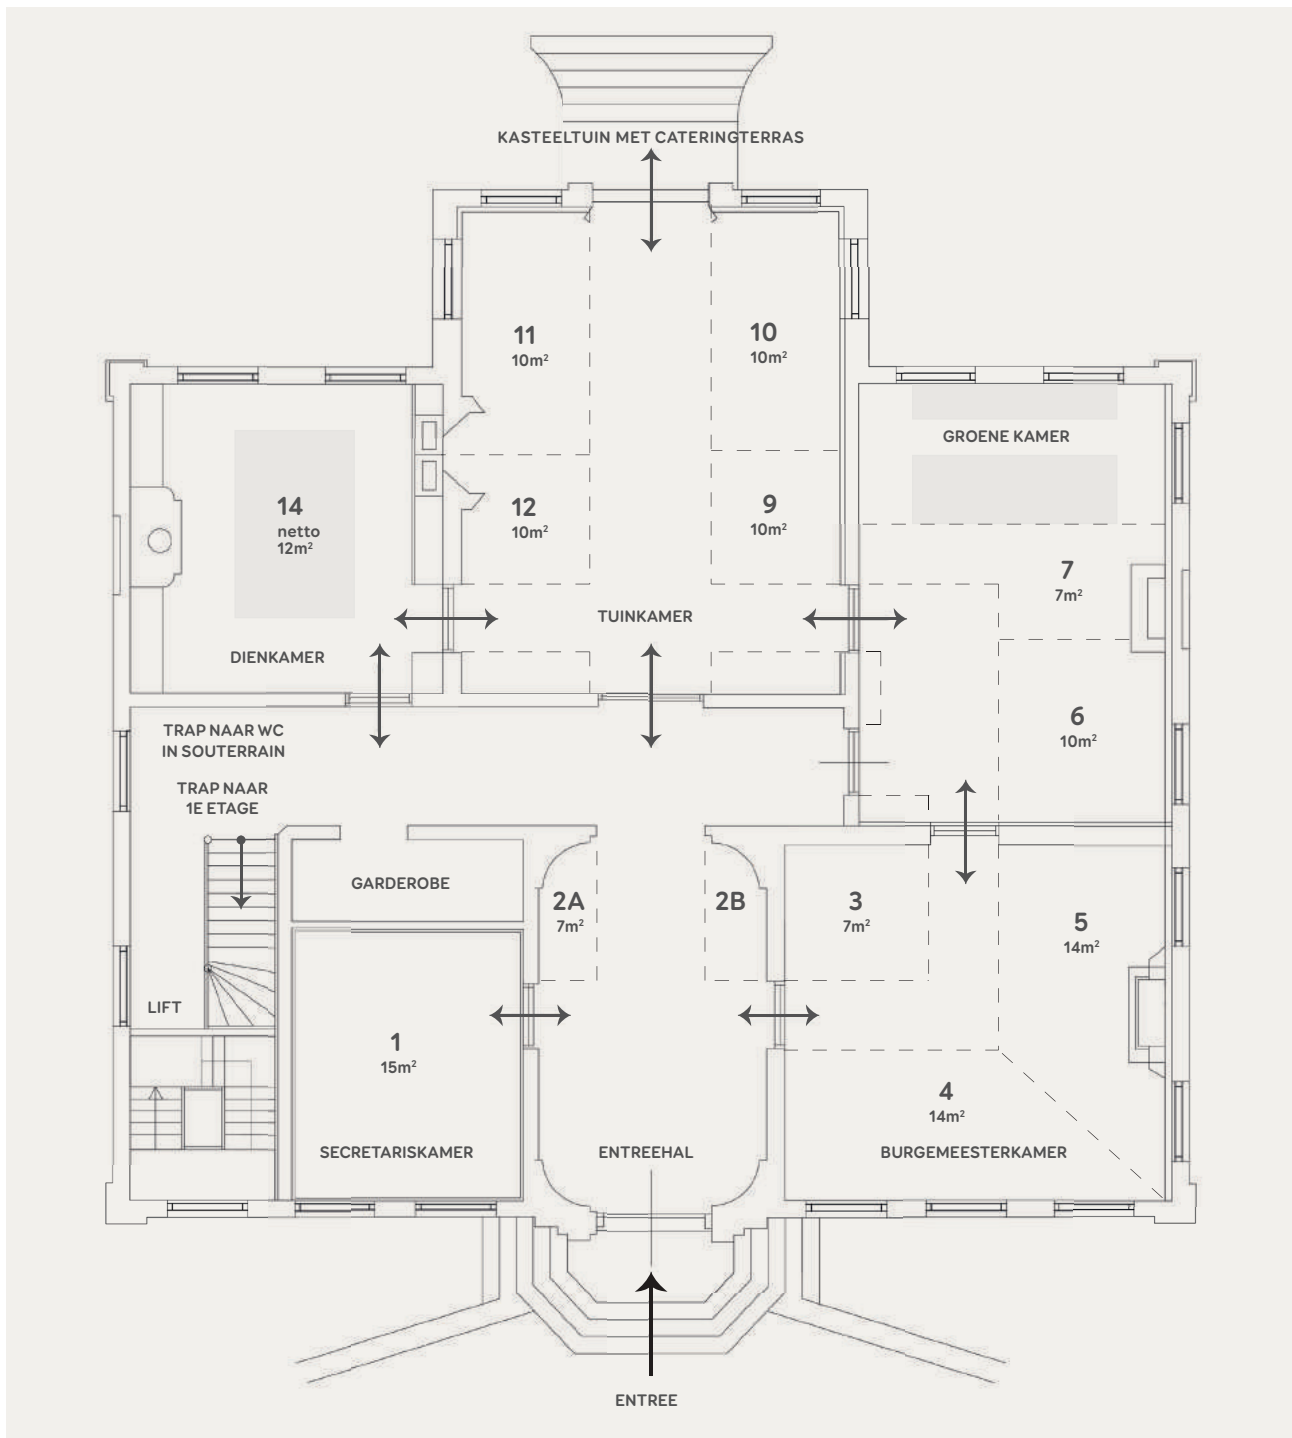 KASTEELTUIN MET CATERINGTERRAS
11
10m²
10
10m²
GROENE KAMER
14
netto
12m²
12
10m²
9
10m²
7
7m²
TUINKAMER
DIENKAMER
6
10m²
TRAP NAAR WC
IN SOUTERRAIN
TRAP NAAR
1E ETAGE
GARDEROBE
2A
7m²
2B
3
7m²
5
14m²
LIFT
1
15m²
4
14m²
SECRETARISKAMER
ENTREEHAL
BURGEMEESTERKAMER
ENTREE